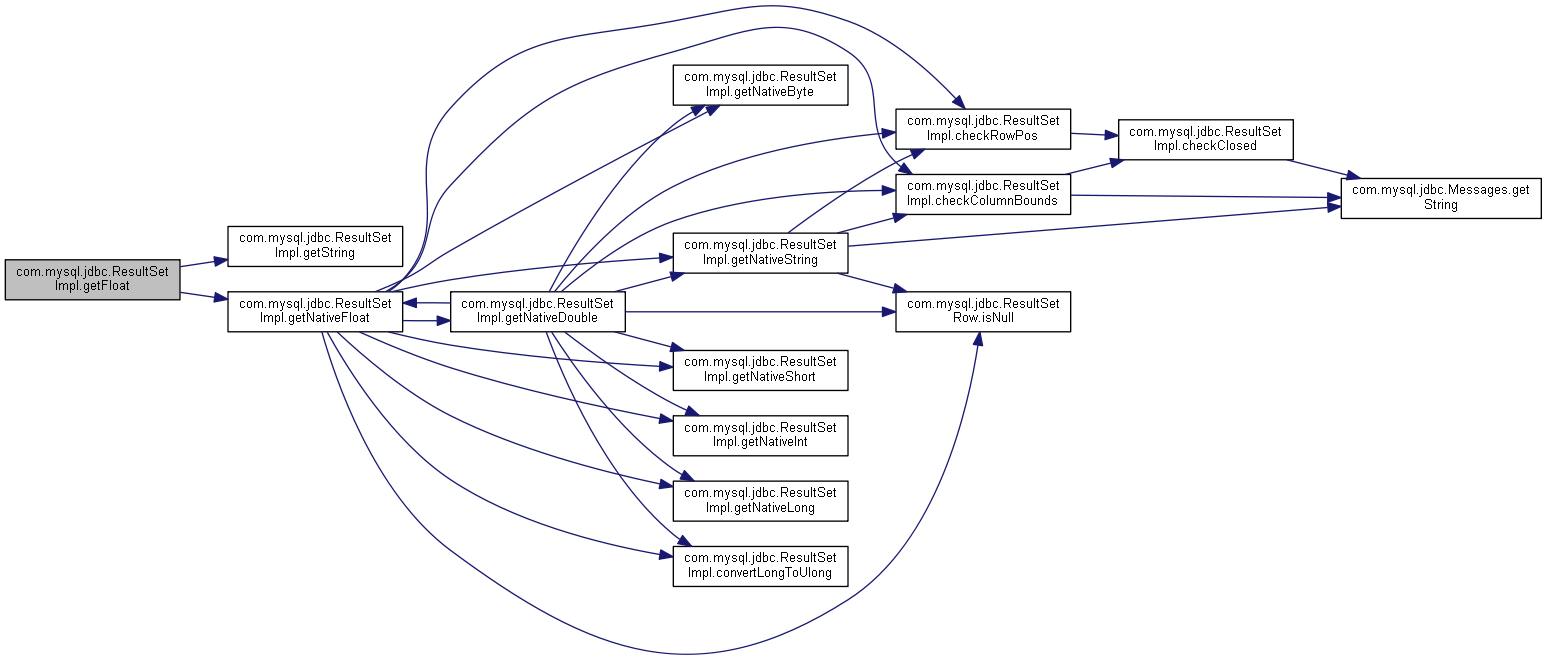 com.mysql.jdbc.ResultSet
Impl.getFloat
com.mysql.jdbc.ResultSet
Impl.getString
com.mysql.jdbc.ResultSet
Impl.getNativeFloat
com.mysql.jdbc.ResultSet
Impl.getNativeDouble
com.mysql.jdbc.ResultSet
Impl.getNativeByte
com.mysql.jdbc.ResultSet
Impl.getNativeString
com.mysql.jdbc.ResultSet
Impl.getNativeShort
com.mysql.jdbc.ResultSet
Impl.getNativeInt
com.mysql.jdbc.ResultSet
Impl.getNativeLong
com.mysql.jdbc.ResultSet
Impl.convertLongToUlong
com.mysql.jdbc.ResultSet
Impl.checkRowPos
com.mysql.jdbc.ResultSet
Impl.checkColumnBounds
com.mysql.jdbc.ResultSet
Row.isNull
com.mysql.jdbc.ResultSet
Impl.checkClosed
com.mysql.jdbc.Messages.get
String